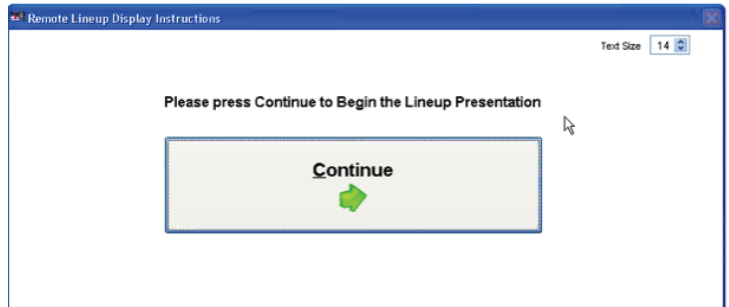 Remote Lineup Display Instructions
Text Size 14
Please press Continue to Begin the Lineup Presentation
Continue